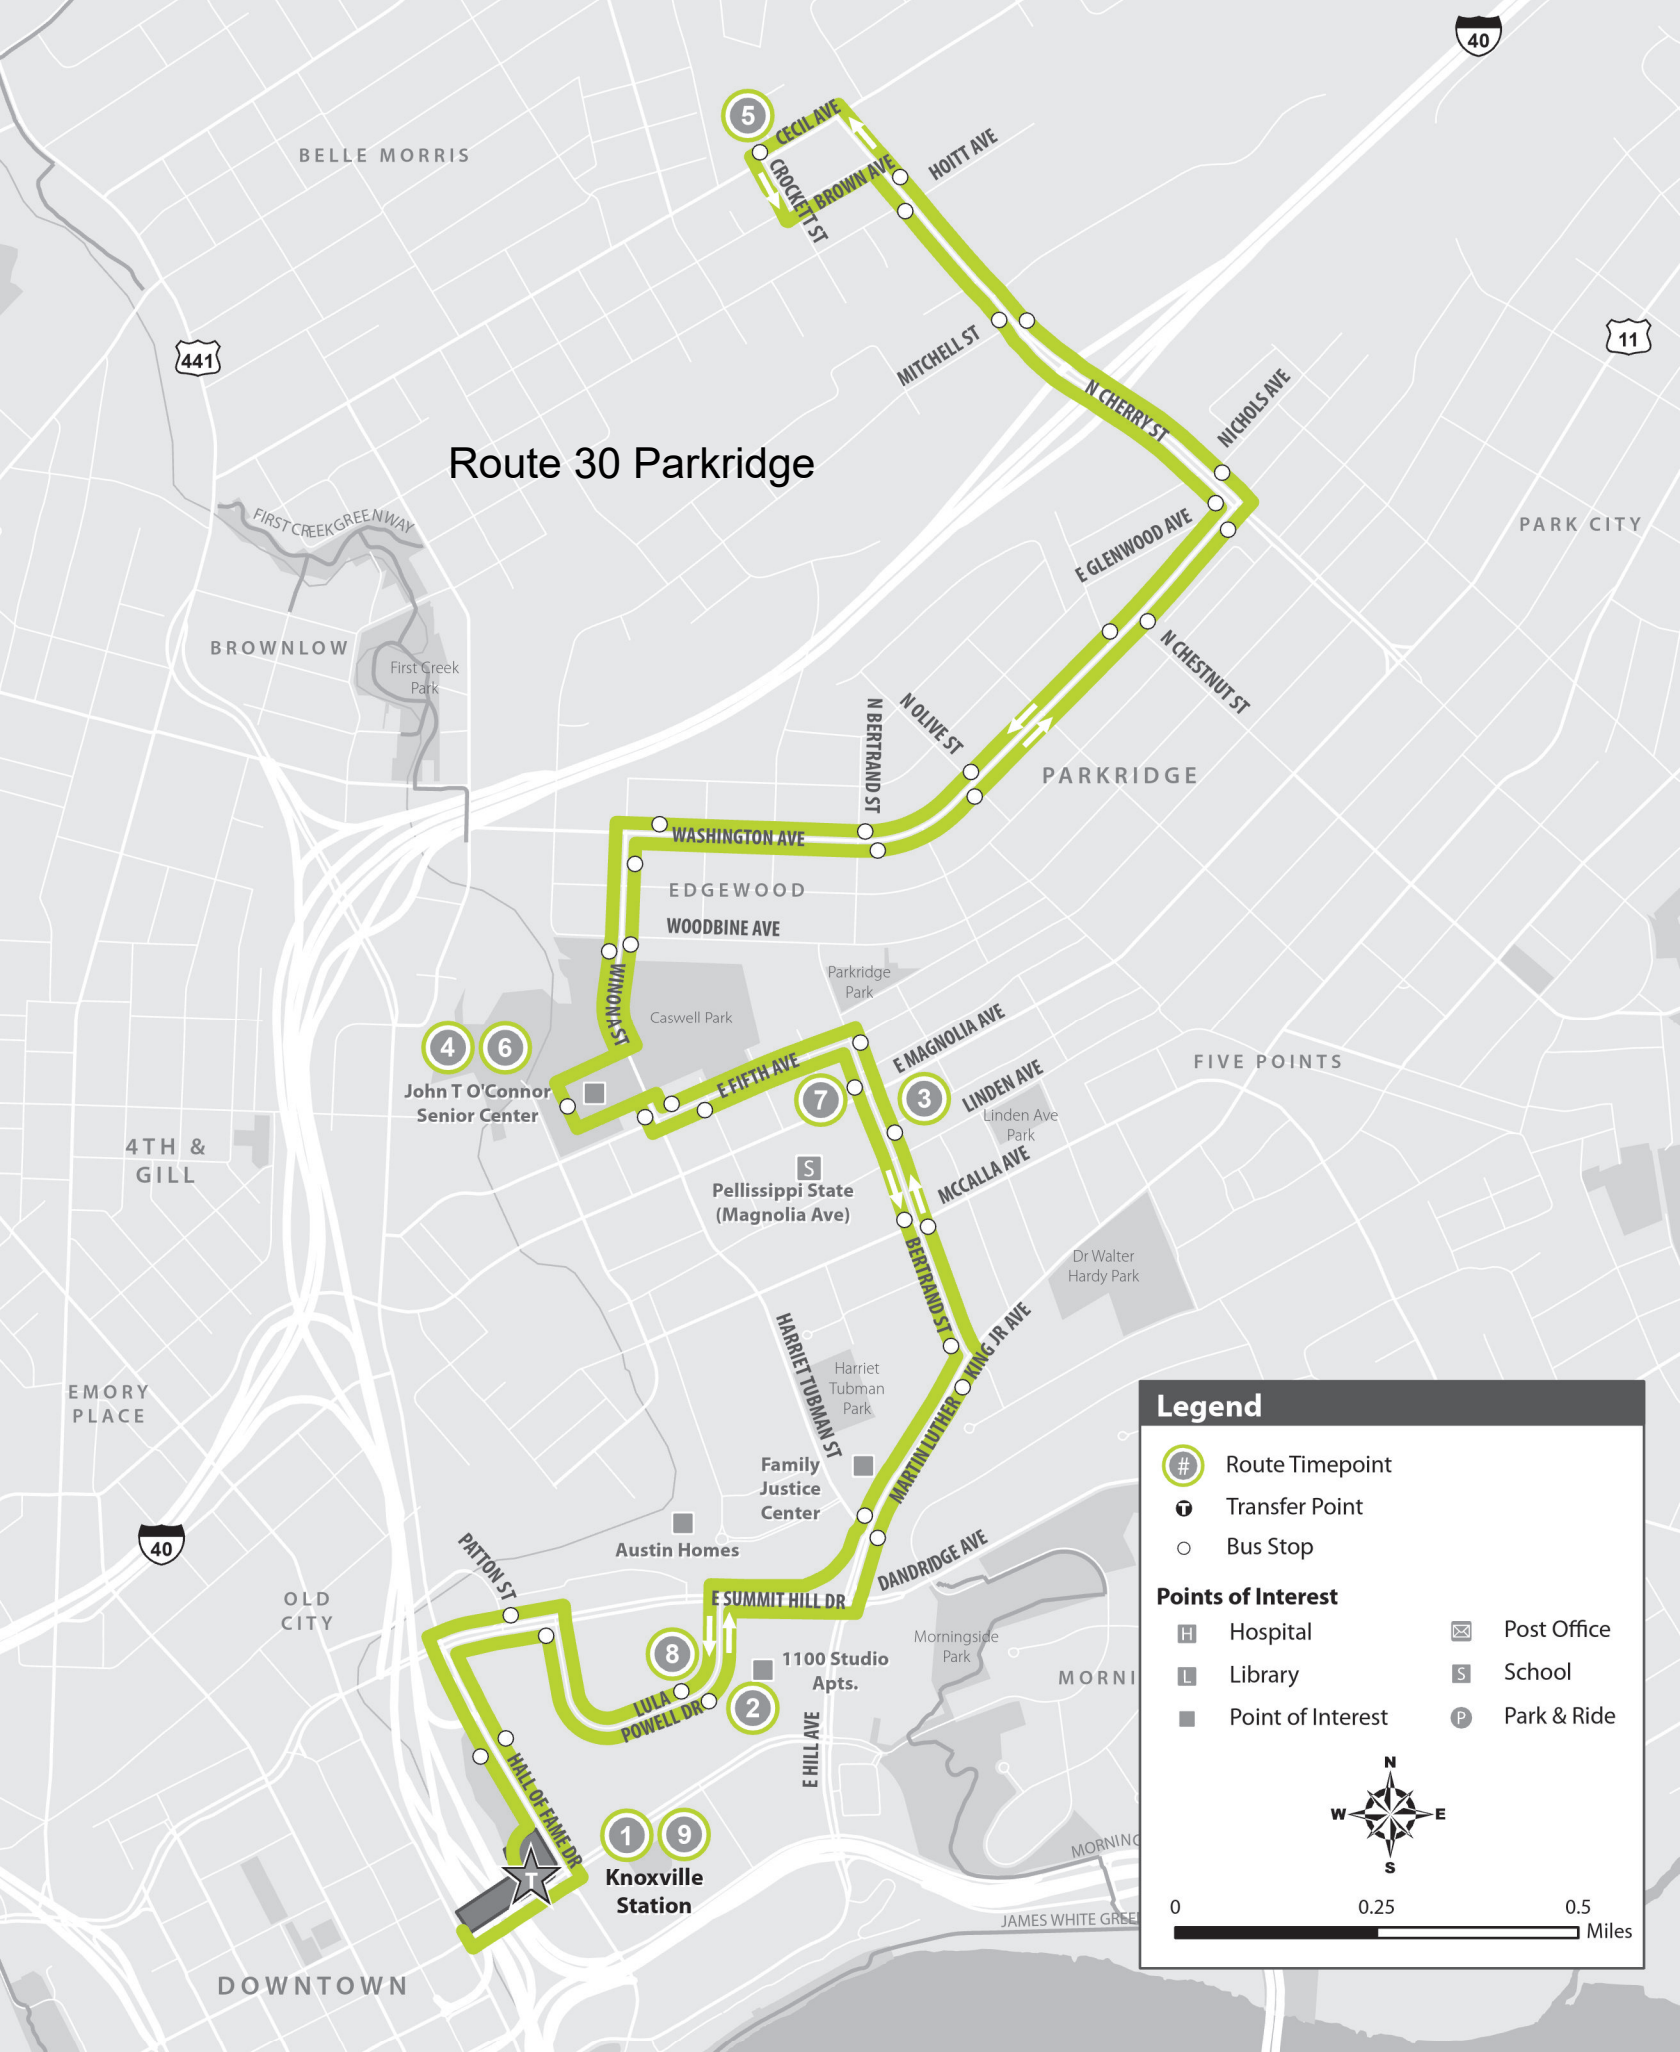 40
5
CECIL AVE
HOITT AVE
BELLE MORRIS
BROWN AVE
CROCKETT ST
441
11
MITCHELL ST
N CHERRY ST
NICHOLS AVE
Route 30 Parkridge
FIRST CREEK GREENWAY
E GLENWOOD AVE
PARK CITY
BROWNLOW
First Creek
Park
N CHESTNUT ST
N BERTRAND ST
N OLIVE ST
PARKRIDGE
WASHINGTON AVE
EDGEWOOD
WOODBINE AVE
WINONA ST
Caswell Park
Parkridge
Park
4
6
John T O'Connor
Senior Center
E FIFTH AVE
E MAGNOLIA AVE
7
3
LINDEN AVE
Linden Ave
Park
FIVE POINTS
4TH &
GILL
S
Pellissippi State
(Magnolia Ave)
MCCALLA AVE
BERTRAND ST
Dr Walter
Hardy Park
HARRIET TUBMAN ST
Harriet
Tubman
Park
MARTIN LUTHER KING JR AVE
EMORY
PLACE
Family
Justice
Center
40
Austin Homes
DANDRIDGE AVE
PATTON ST
OLD
CITY
E SUMMIT HILL DR
8
1100 Studio
Apts.
Morningside
Park
MORNI
LULA
POWELL DR
2
E HILL AVE
HALL OF FAME DR
1
9
Knoxville
Station
T
MORNING
JAMES WHITE GREE
DOWNTOWN
Legend
# Route Timepoint
T Transfer Point
Bus Stop
Points of Interest
H Hospital
Post Office
L Library
S School
Point of Interest
P Park & Ride
N
W E
S
0 0.25 0.5
Miles